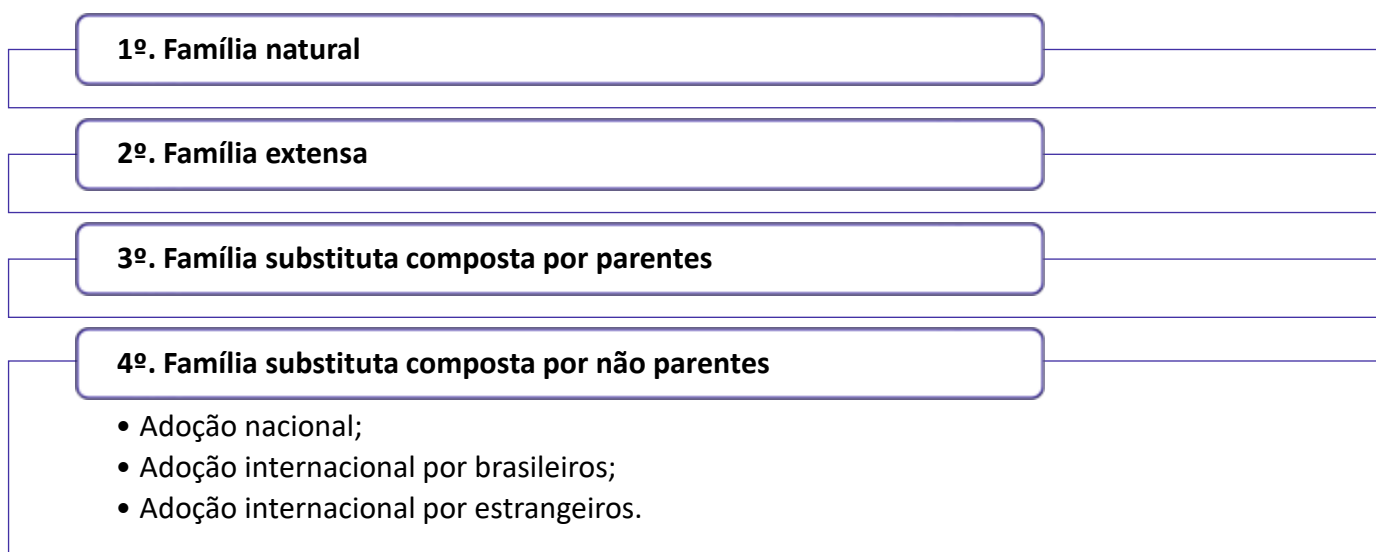 1º. Família natural
2º. Família extensa
3º. Família substituta composta por parentes
4º. Família substituta composta por não parentes
• Adoção nacional;
• Adoção internacional por brasileiros;
• Adoção internacional por estrangeiros.